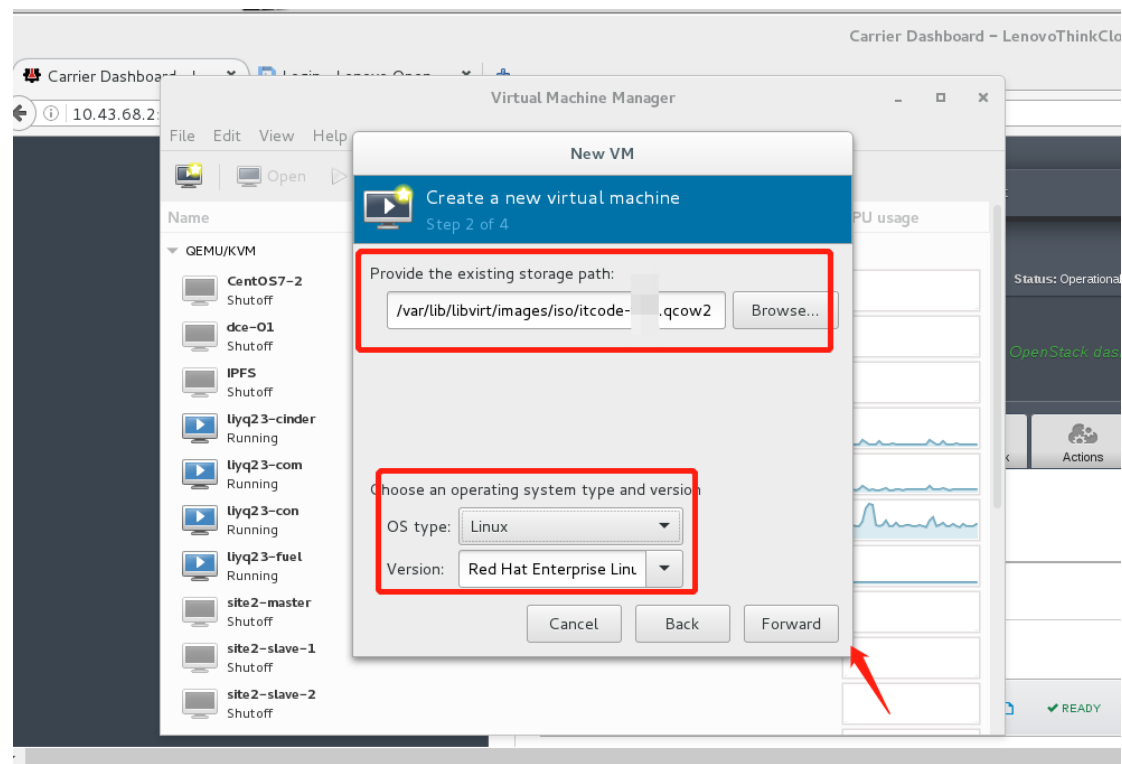 Carrier Dashboard – LenovoThinkClo
Carrier Dashboa
10.43.68.2:
Virtual Machine Manager
File Edit View Help
Open
Name
PU usage
QEMU/KVM
CentOS7-2
Shutoff
dce-01
Shutoff
IPFS
Shutoff
liyq23-cinder
Running
liyq23-com
Running
liyq23-con
Running
liyq23-fuel
Running
site2-master
Shutoff
site2-slave-1
Shutoff
site2-slave-2
Shutoff
New VM
Create a new virtual machine
Step 2 of 4
Provide the existing storage path:
/var/lib/libvirt/images/iso/itcode- .qcow2
Browse...
Choose an operating system type and version
OS type: Linux
Version: Red Hat Enterprise Linu
Cancel Back Forward
Status: Operational
OpenStack das
Actions
READY